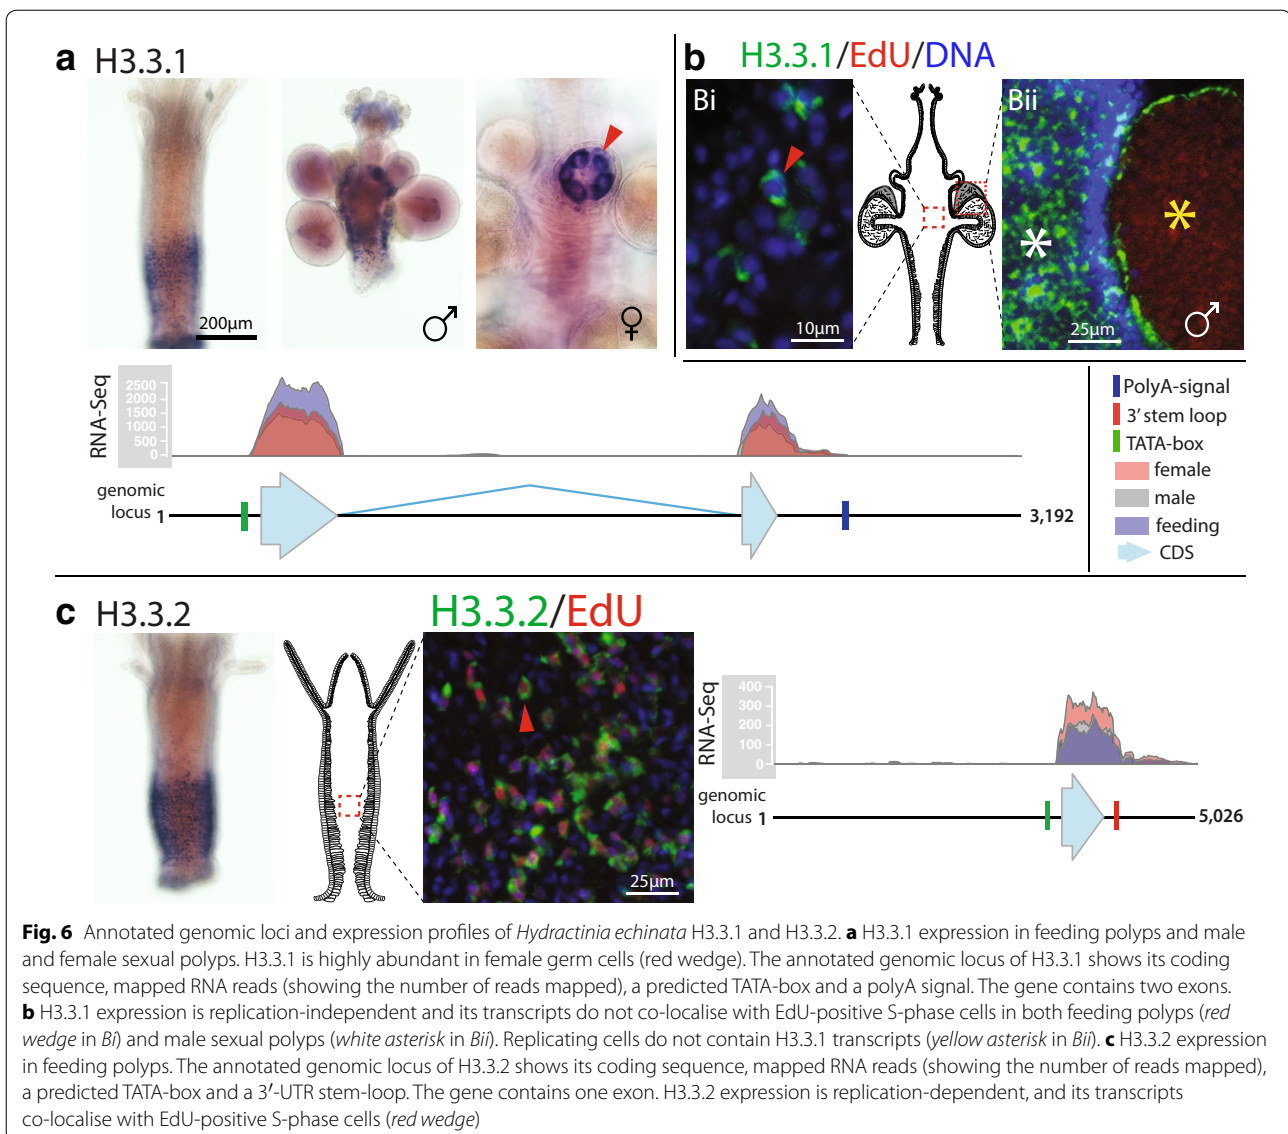 a H3.3.1
200µm
♂
♀
b H3.3.1/EdU/DNA
Bi
10µm
Bii
*
*
25µm
♂
RNA-Seq
2500
2000
1500
1000
500
0
genomic
locus 1
3,192
PolyA-signal
3' stem loop
TATA-box
female
male
feeding
CDS
c H3.3.2
H3.3.2/EdU
25µm
RNA-Seq
400
300
200
100
0
genomic
locus 1
5,026
Fig. 6 Annotated genomic loci and expression profiles of Hydractinia echinata H3.3.1 and H3.3.2. a H3.3.1 expression in feeding polyps and male
and female sexual polyps. H3.3.1 is highly abundant in female germ cells (red wedge). The annotated genomic locus of H3.3.1 shows its coding
sequence, mapped RNA reads (showing the number of reads mapped), a predicted TATA-box and a polyA signal. The gene contains two exons.
b H3.3.1 expression is replication-independent and its transcripts do not co-localise with EdU-positive S-phase cells in both feeding polyps (red
wedge in Bi) and male sexual polyps (white asterisk in Bii). Replicating cells do not contain H3.3.1 transcripts (yellow asterisk in Bii). c H3.3.2 expression
in feeding polyps. The annotated genomic locus of H3.3.2 shows its coding sequence, mapped RNA reads (showing the number of reads mapped),
a predicted TATA-box and a 3′-UTR stem-loop. The gene contains one exon. H3.3.2 expression is replication-dependent, and its transcripts
co-localise with EdU-positive S-phase cells (red wedge)